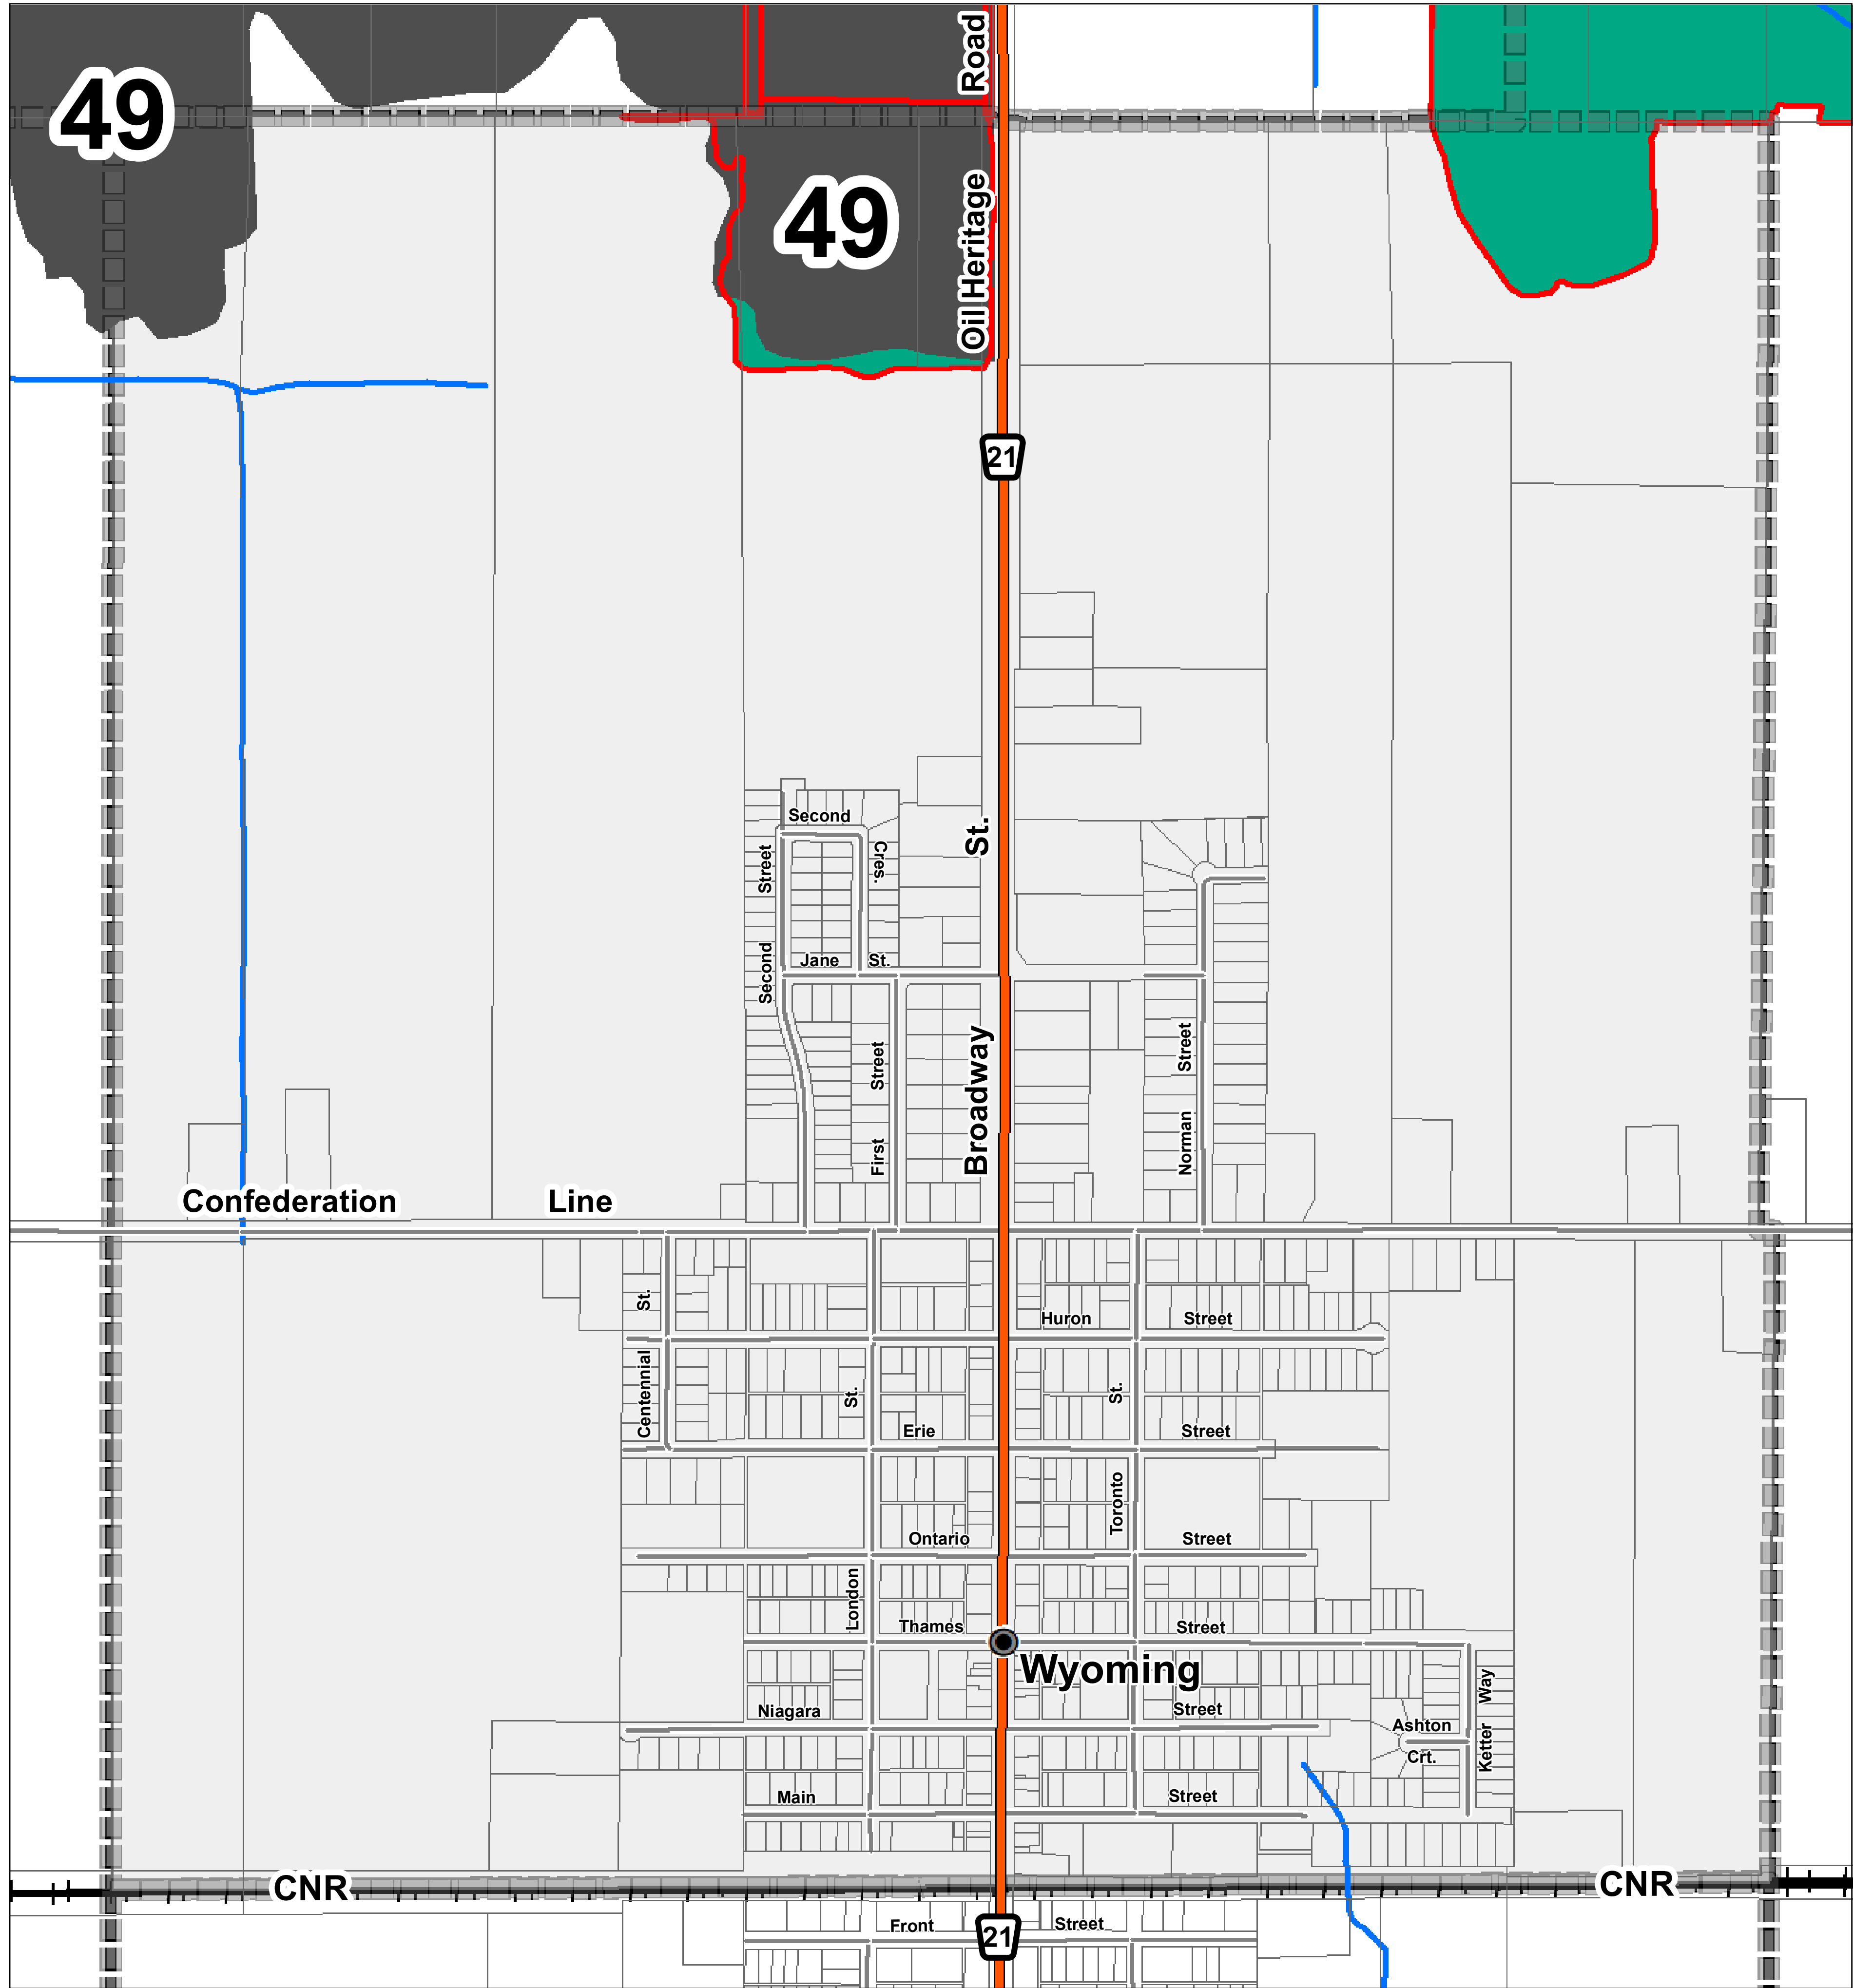 Road
49
49
Oil Heritage
21
Second
St.
Street
Cres.
Second
Jane St.
Broadway
Street
Street
First
Norman
Confederation Line
St.
Huron Street
Centennial
St.
St.
Erie Street
Toronto
Ontario Street
London
Thames Street
Wyoming
Way
Niagara Street
Ashton
Ketter
Crt.
Main Street
CNR CNR
Front Street
21